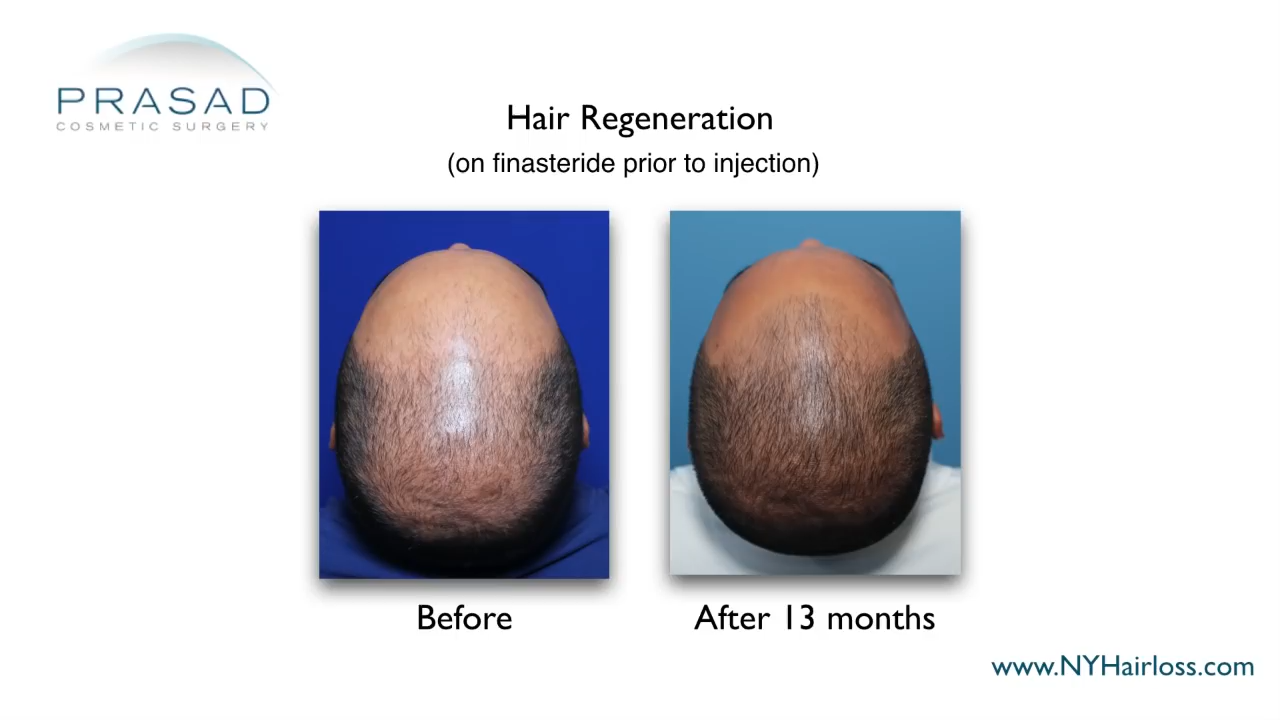 PRASAD
COSMETIC SURGERY
Hair Regeneration
(on finasteride prior to injection)
Before
After 13 months
www.NYHairloss.com